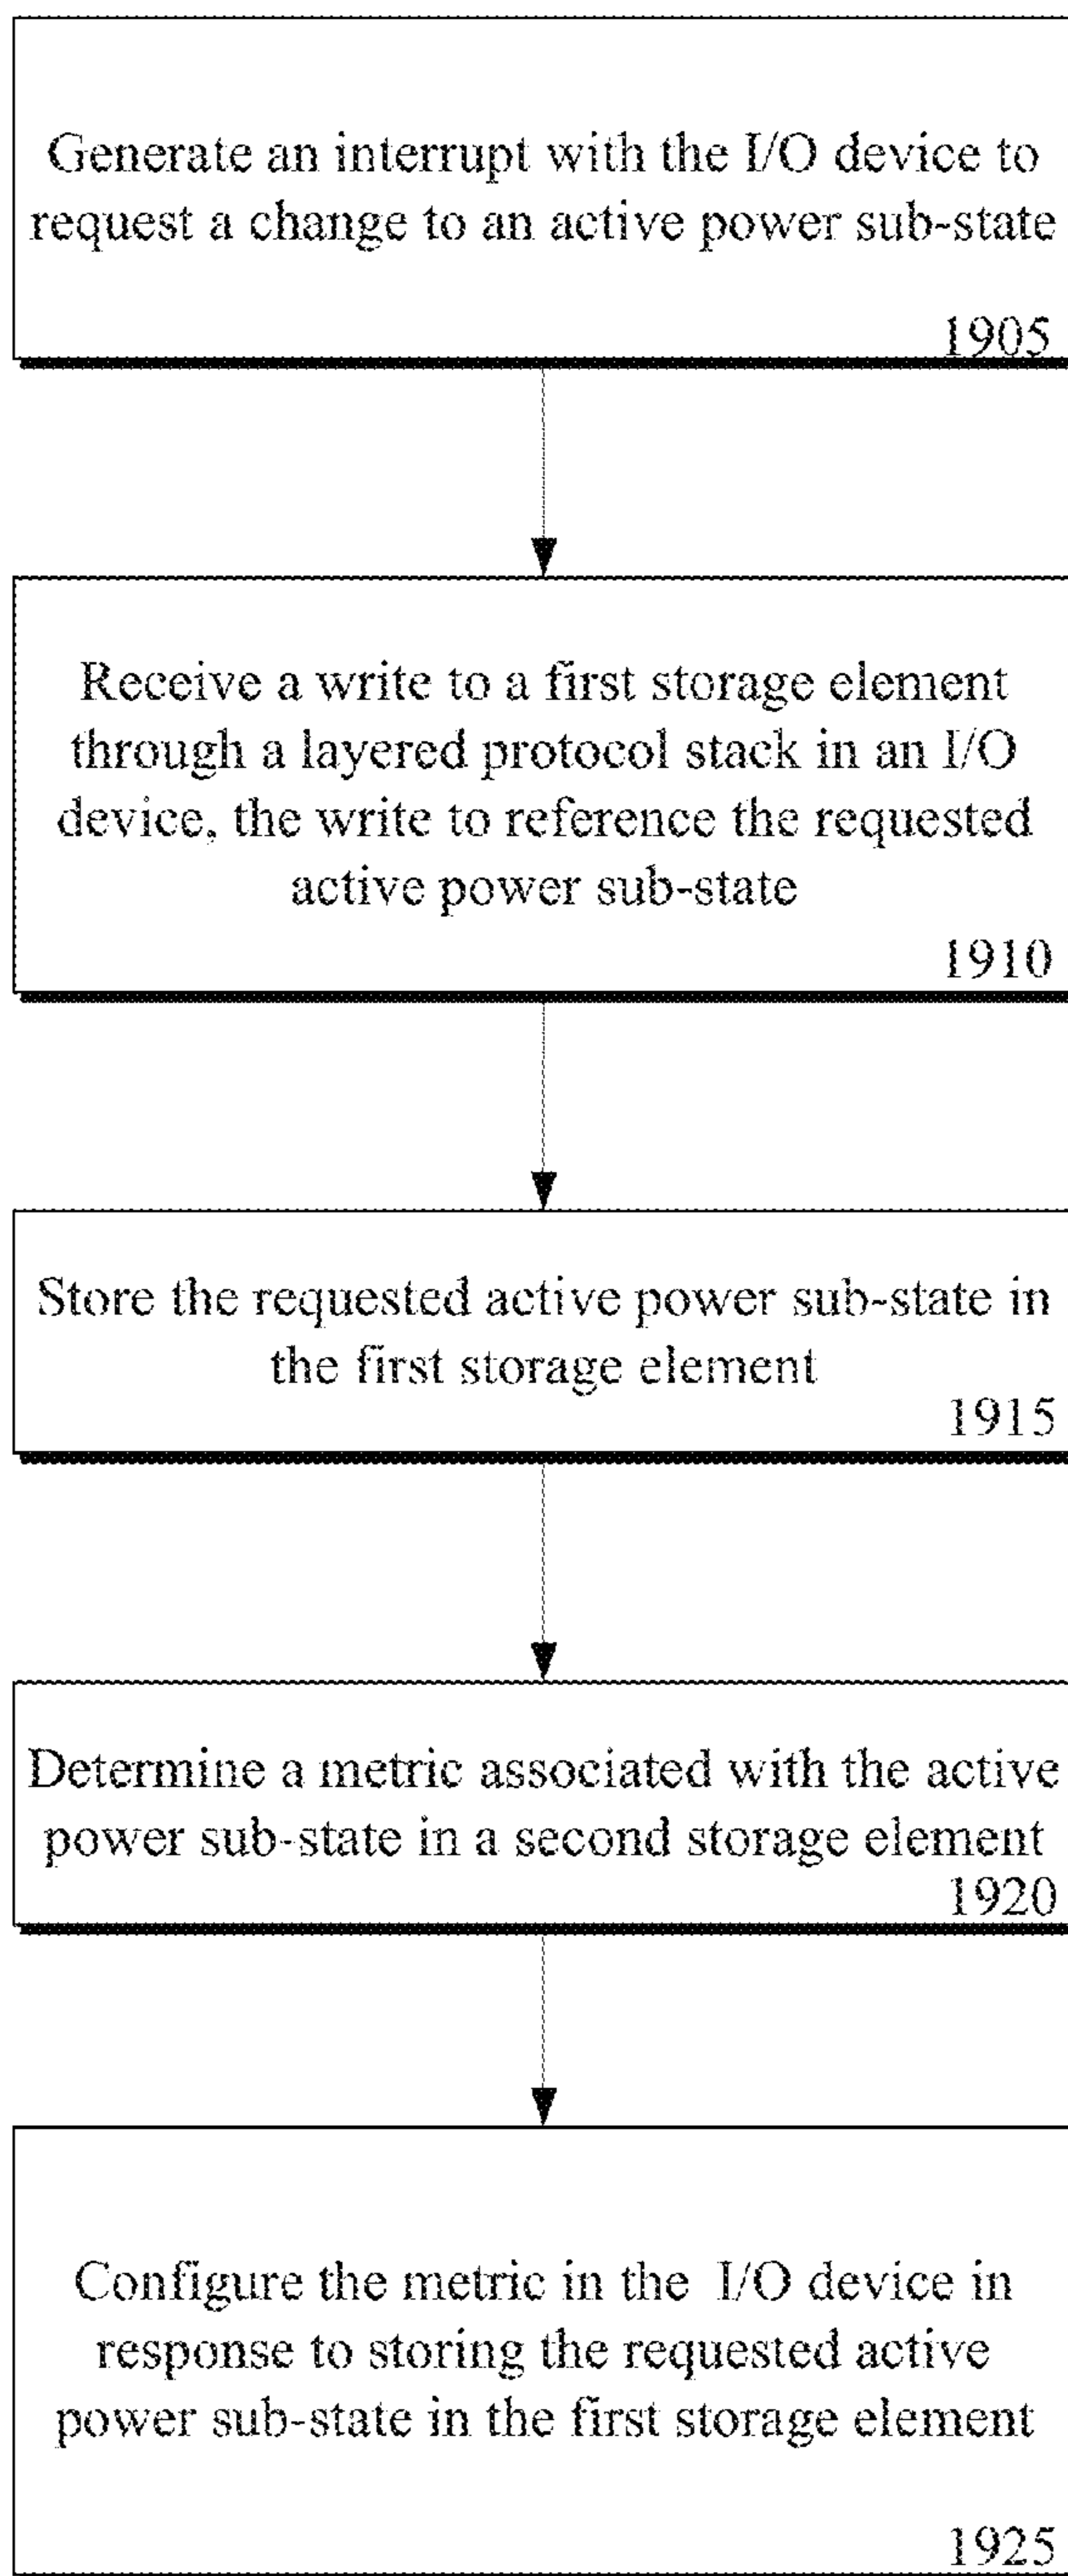 Generate an interrupt with the I/O device to
request a change to an active power sub-state
1905
Receive a write to a first storage element
through a layered protocol stack in an I/O
device, the write to reference the requested
active power sub-state
1910
Store the requested active power sub-state in
the first storage element
1915
Determine a metric associated with the active
power sub-state in a second storage element
1920
Configure the metric in the I/O device in
response to storing the requested active
power sub-state in the first storage element
1925